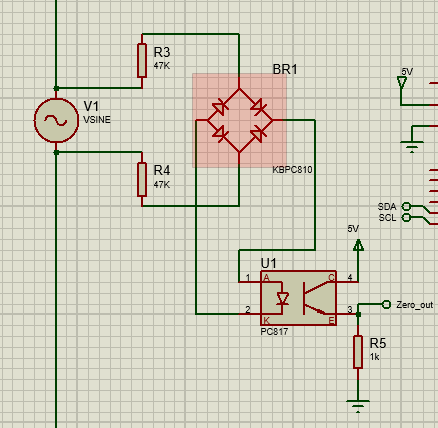 R3
47K
BR1
V1
VSINE
5V
KBPC810
R4
47K
SDA
SCL
5V
U1
1
A
C
4
2
K
E
3
PC817
Zero_out
R5
1k